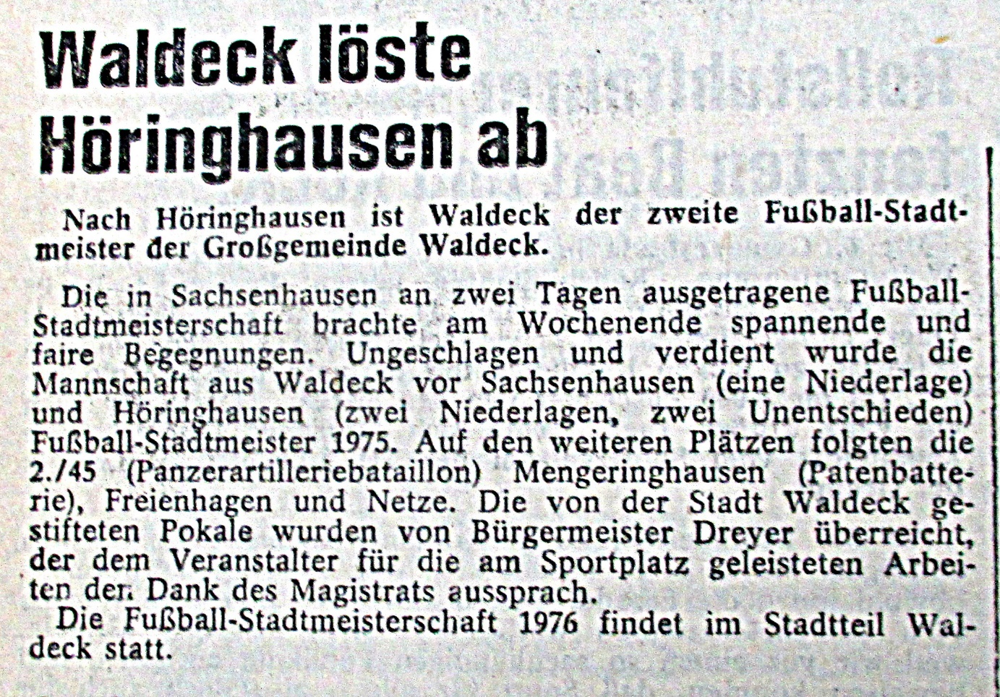 Waldeck löste
Höringhausen ab
Nach Höringhausen ist Waldeck der zweite Fußball-Stadt-
meister der Großgemeinde Waldeck.
Die in Sachsenhausen an zwei Tagen ausgetragene Fußball-
Stadtmeisterschaft brachte am Wochenende spannende und
faire Begegnungen. Ungeschlagen und verdient wurde die
Mannschaft aus Waldeck vor Sachsenhausen (eine Niederlage)
und Höringhausen (zwei Niederlagen, zwei Unentschieden)
Fußball-Stadtmeister 1975. Auf den weiteren Plätzen folgten die
2./45 (Panzerartilleriebataillon) Mengeringhausen (Patenbatte-
rie), Freienhagen und Netze. Die von der Stadt Waldeck ge-
stifteten Pokale wurden von Bürgermeister Dreyer überreicht,
der dem Veranstalter für die am Sportplatz geleisteten Arbei-
ten den Dank des Magistrats aussprach.
Die Fußball-Stadtmeisterschaft 1976 findet im Stadtteil Wal-
deck statt.